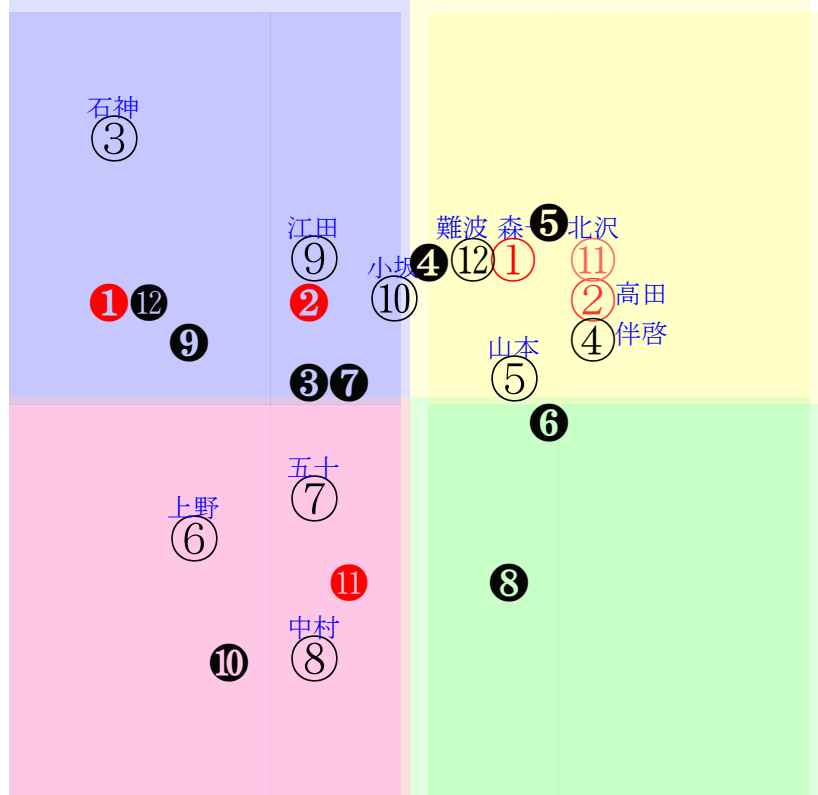 石神
③
❺
江田
難波
森一
北沢
⑨
小坂
❹
⑫
①
⑪
❶
⓬
❷
⑩
②
高田
❾
山本
④
伴啓
❸
❼
⑤
❻
五十
⑦
上野
⑥
⓫
❽
中村
⑧
❿